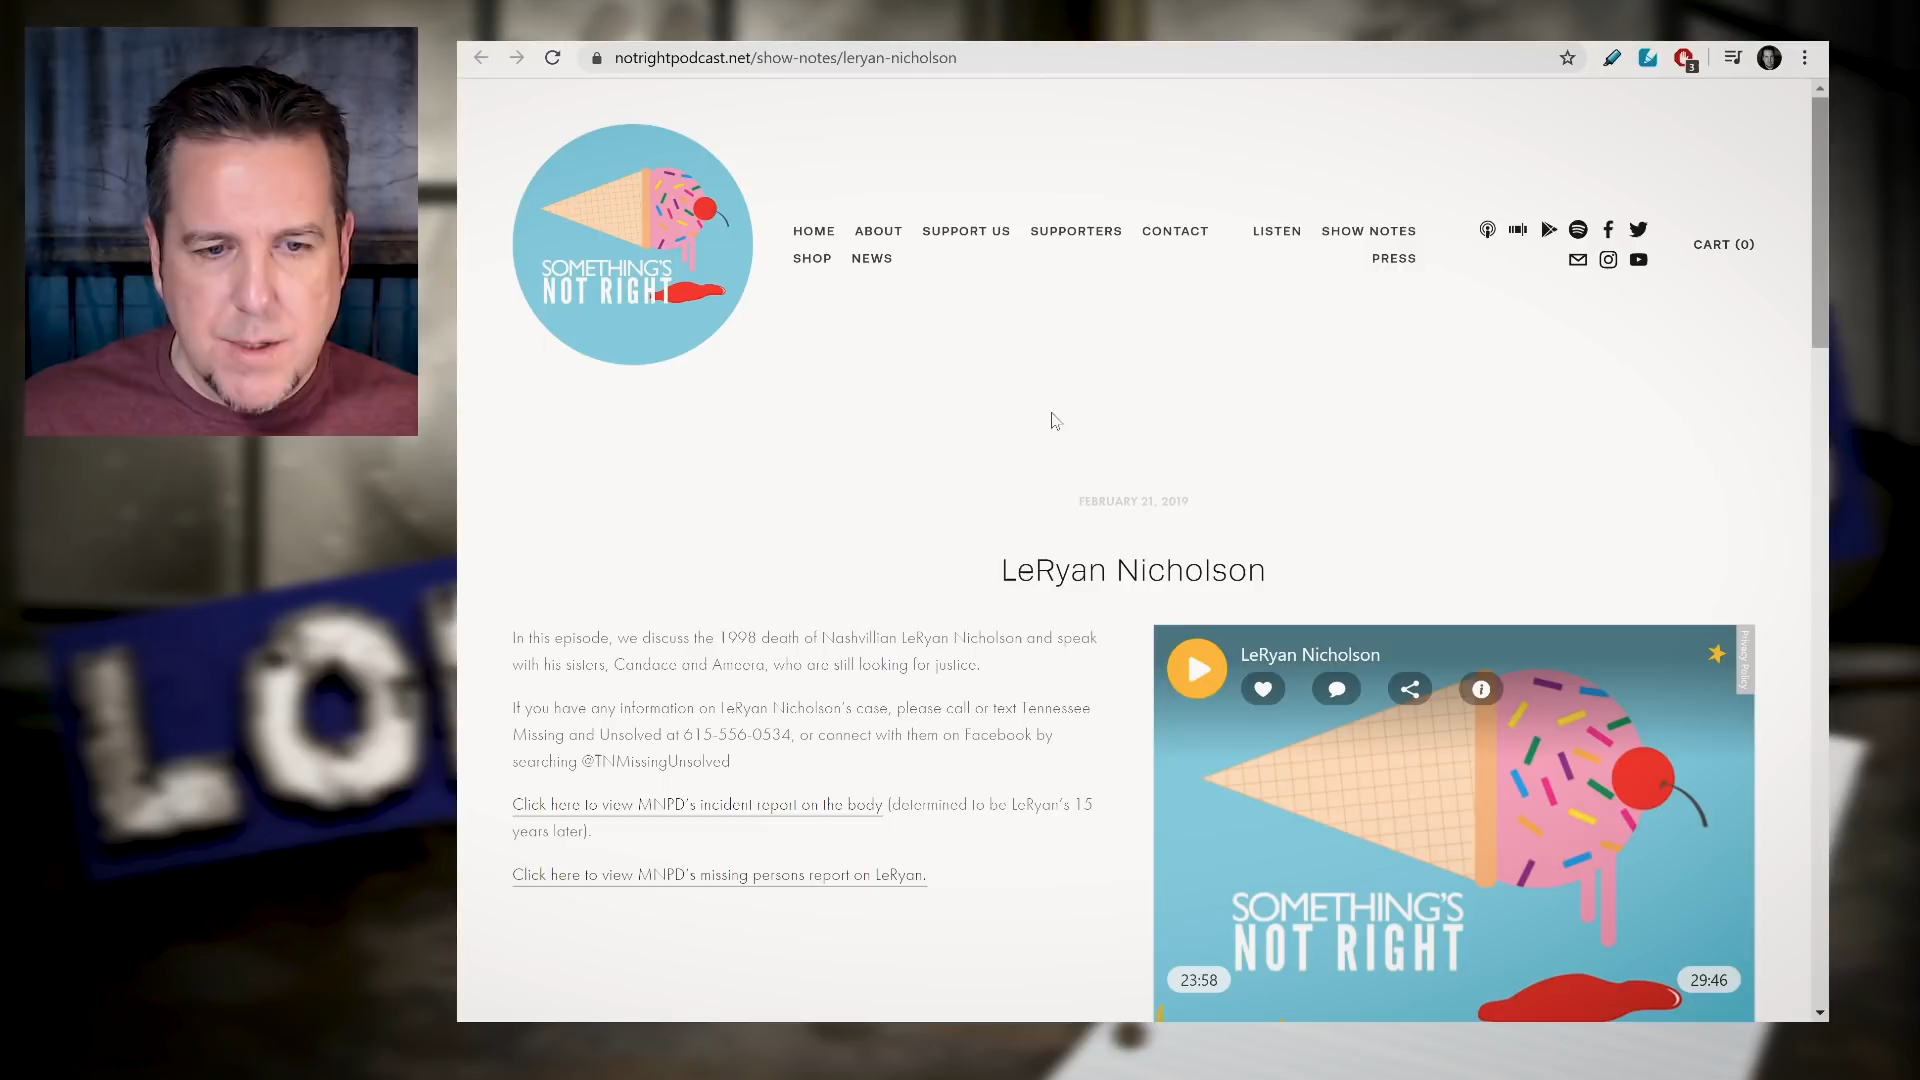 notrightpodcast.net/show-notes/leryan-nicholson
3
SOMETHING'S
NOT RIGHT
HOME ABOUT SUPPORT US SUPPORTERS CONTACT
SHOP NEWS
LISTEN SHOW NOTES
PRESS
CART (0)
FEBRUARY 21, 2019
LeRyan Nicholson
In this episode, we discuss the 1998 death of Nashvillian LeRyan Nicholson and speak
with his sisters, Candace and Ameera, who are still looking for justice.
If you have any information on LeRyan Nicholson's case, please call or text Tennessee
Missing and Unsolved at 615-556-0534, or connect with them on Facebook by
searching @TNMissingUnsolved
Click here to view MNPD's incident report on the body (determined to be LeRyan's 15
years later).
Click here to view MNPD's missing persons report on LeRyan.
LeRyan Nicholson
Privacy Policy
SOMETHING'S
NOT RIGHT
23:58
29:46
LO